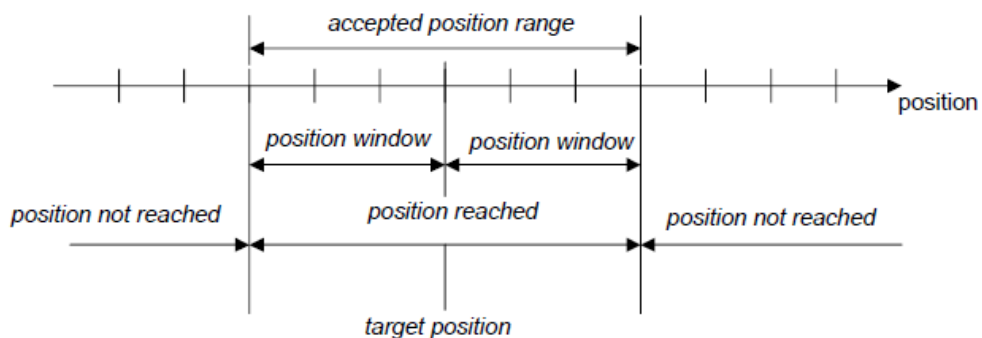 accepted position range
position
position window
position window
position not reached
position reached
position not reached
target position